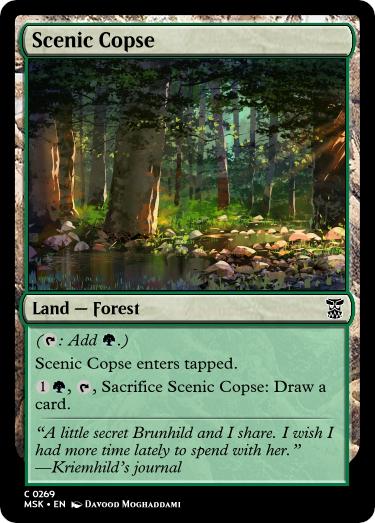 Scenic Copse
Land — Forest
(: Add .)
Scenic Copse enters tapped.
1 , , Sacrifice Scenic Copse: Draw a
card.
“A little secret Brunhild and I share. I wish I
had more time lately to spend with her.”
—Kriemhild's journal
C 0269
MSK • EN Davood Moghaddami